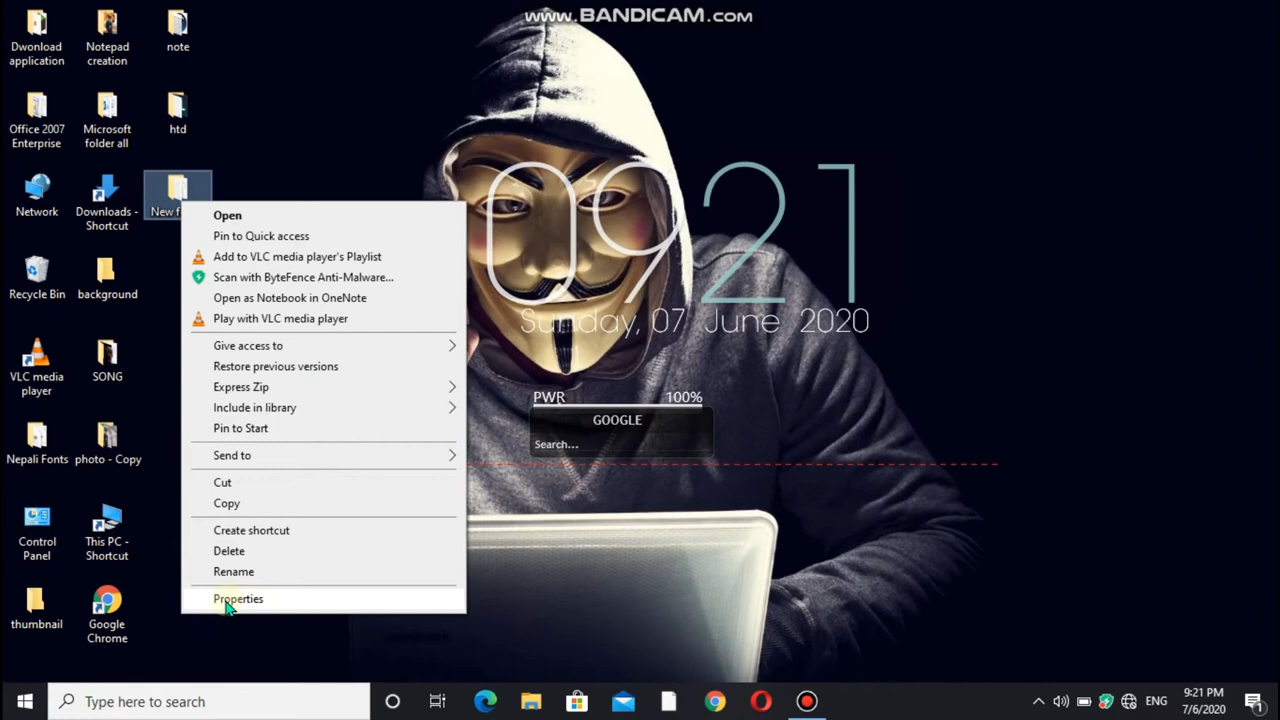 www.BANDICAM.com
Dwonload application
Notepad creation
note
Office 2007 Enterprise
Microsoft folder all
htd
Network
Downloads - Shortcut
New f
Recycle Bin
background
VLC media player
SONG
Nepali Fonts
photo - Copy
Control Panel
This PC - Shortcut
thumbnail
Google Chrome
Open
Pin to Quick access
Add to VLC media player's Playlist
Scan with ByteFence Anti-Malware...
Open as Notebook in OneNote
Play with VLC media player
Give access to
Restore previous versions
Express Zip
Include in library
Pin to Start
Send to
Cut
Copy
Create shortcut
Delete
Rename
Properties
0921
Sunday, 07 June 2020
PWR 100%
GOOGLE
Search...
Type here to search
ENG
9:21 PM
7/6/2020
1